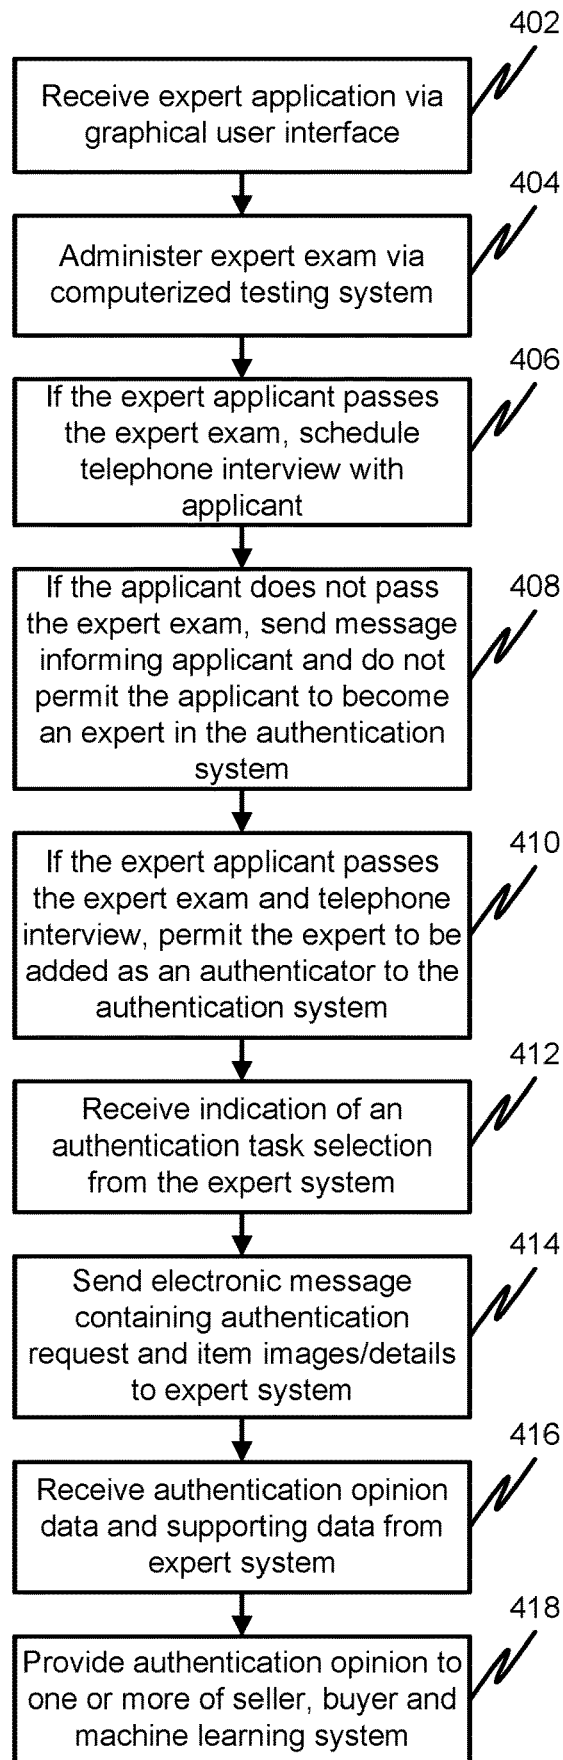 402
Receive expert application via
graphical user interface
404
Administer expert exam via
computerized testing system
406
If the expert applicant passes
the expert exam, schedule
telephone interview with
applicant
408
If the applicant does not pass
the expert exam, send message
informing applicant and do not
permit the applicant to become
an expert in the authentication
system
410
If the expert applicant passes
the expert exam and telephone
interview, permit the expert to be
added as an authenticator to the
authentication system
412
Receive indication of an
authentication task selection
from the expert system
414
Send electronic message
containing authentication
request and item images/details
to expert system
416
Receive authentication opinion
data and supporting data from
expert system
418
Provide authentication opinion to
one or more of seller, buyer and
machine learning system